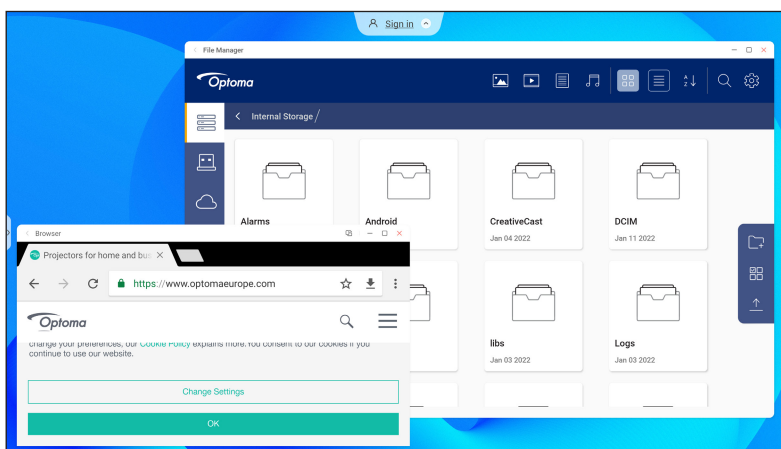 Sign in
File Manager
Optoma
A
Z
Internal Storage /
Alarms
Android
CreativeCast
Jan 04 2022
DCIM
Jan 11 2022
libs
Jan 03 2022
Logs
Jan 03 2022
Browser
Projectors for home and bus
https://www.optomaeurope.com
Optoma
change your preferences, our Cookie Policy explains more.You consent to our cookies if you
continue to use our website.
Change Settings
OK